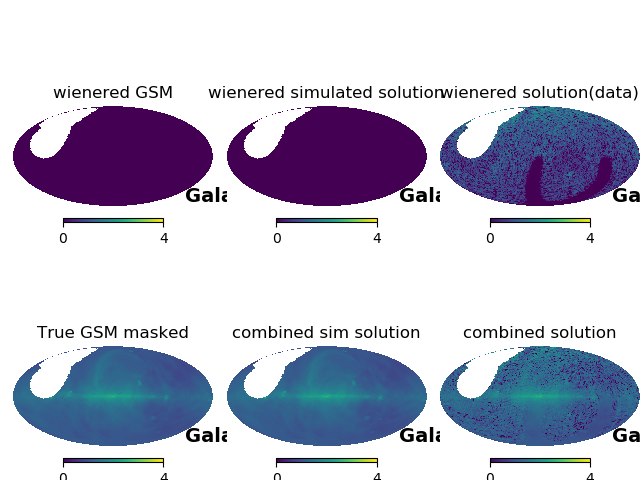 wienered GSM
wienered simulated solution
wienered solution(data)
Gala
Gala
Ga
0 4
0 4
0 4
True GSM masked
combined sim solution
combined solution
Gala
Gala
Ga
0 4
0 4
0 4